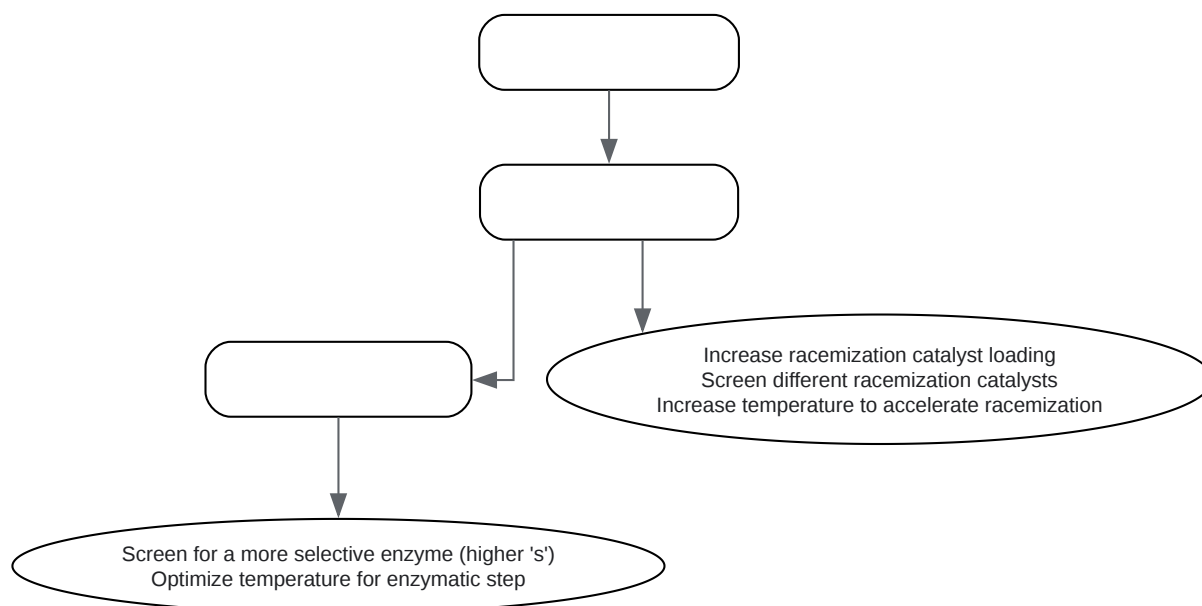 Increase racemization catalyst loading
Screen different racemization catalysts
Increase temperature to accelerate racemization
Screen for a more selective enzyme (higher 's')
Optimize temperature for enzymatic step